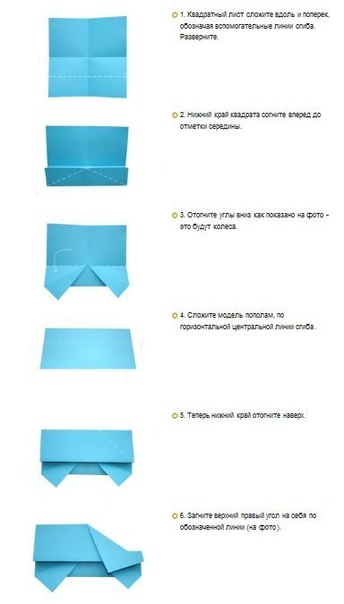 1. Квадратный лист сложите вдоль и поперек,
обозначая вспомогательные линии сгиба.
Разверните.
2. Нижний край квадрата согните вперед до
отметки середины.
3. Отогните углы вниз как показано на фото -
это будут колеса.
4. Сложите модель пополам, по
горизонтальной центральной линии сгиба.
5. Теперь нижний край отогните наверх.
6. Загните верхний правый угол на себя по
обозначенной линии (на фото).